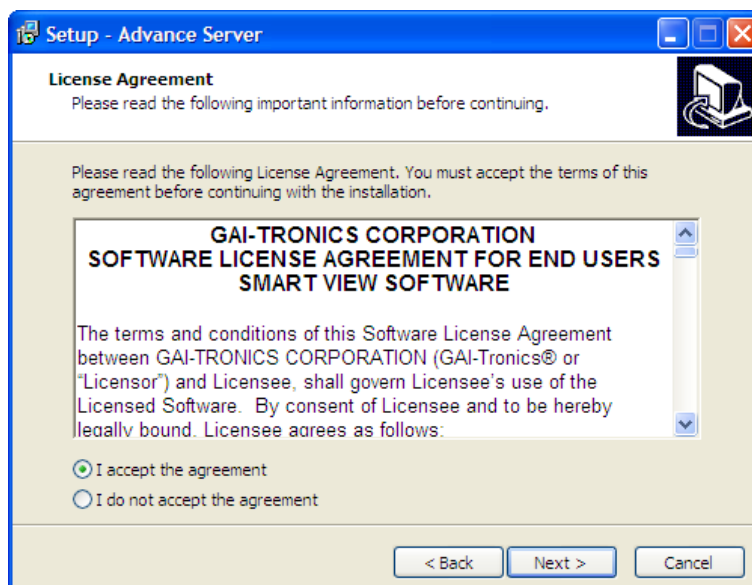 Setup - Advance Server
License Agreement
Please read the following important information before continuing.
Please read the following License Agreement. You must accept the terms of this
agreement before continuing with the installation.
GAI-TRONICS CORPORATION
SOFTWARE LICENSE AGREEMENT FOR END USERS
SMART VIEW SOFTWARE
The terms and conditions of this Software License Agreement
between GAI-TRONICS CORPORATION (GAI-Tronics® or
“Licensor”) and Licensee, shall govern Licensee’s use of the
Licensed Software.  By consent of Licensee and to be hereby
legally bound, Licensee agrees as follows:
I accept the agreement
I do not accept the agreement
< Back
Next >
Cancel